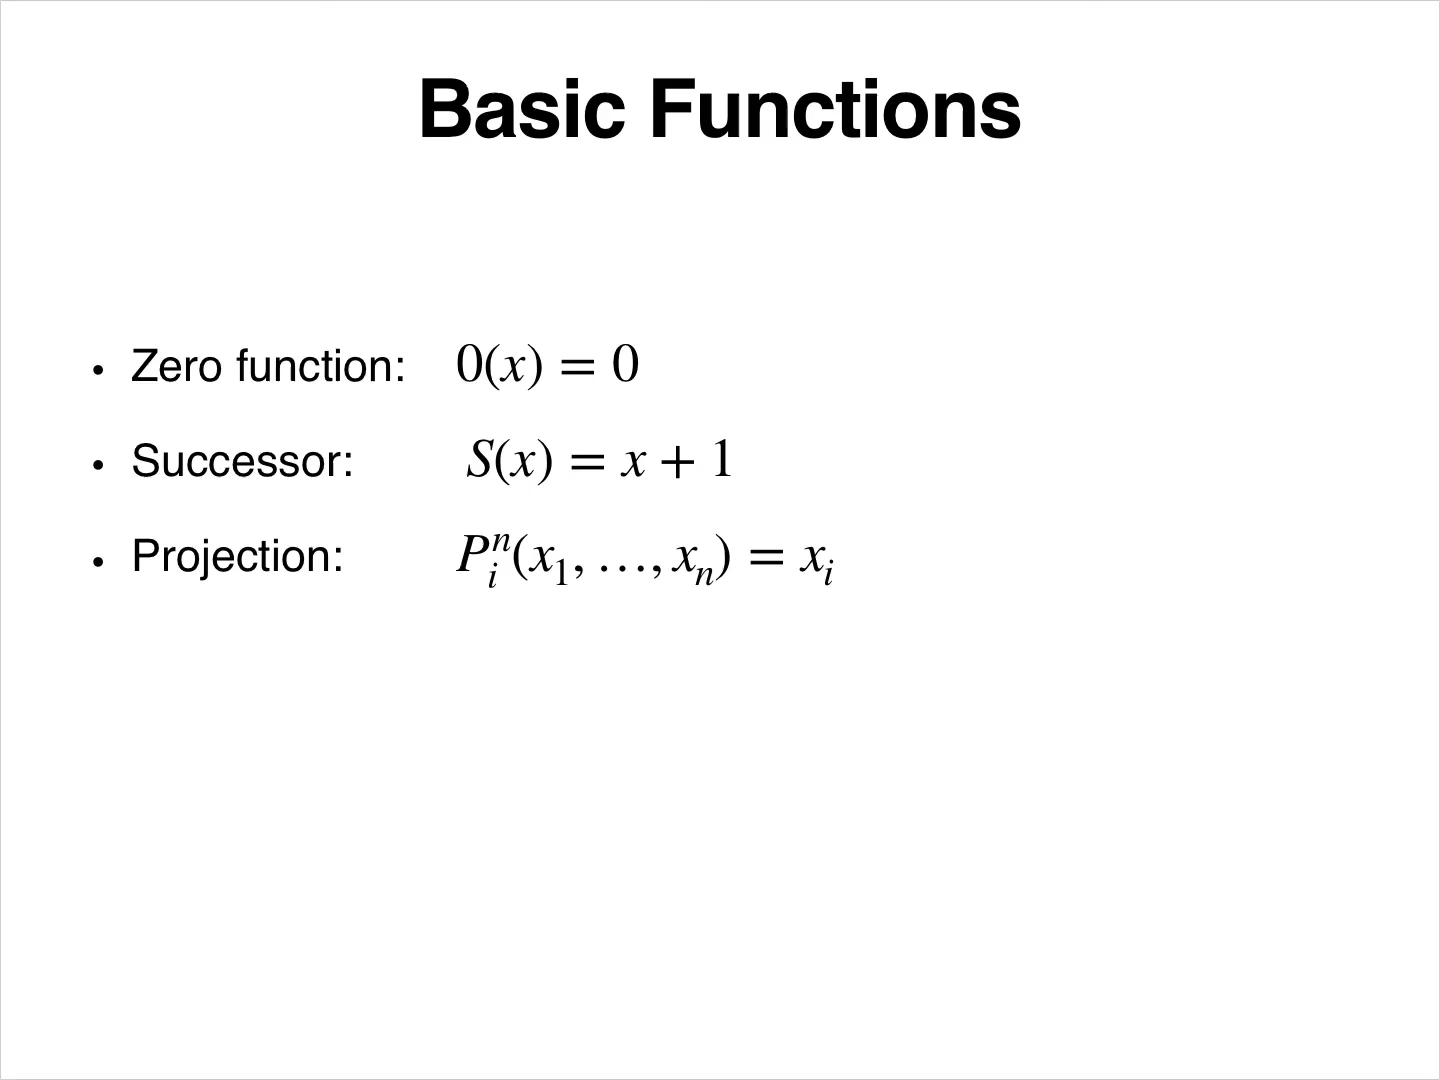 Basic Functions
• Zero function: 0(x) = 0
• Successor: S(x) = x + 1
• Projection: P_i^n(x_1, …, x_n) = x_i